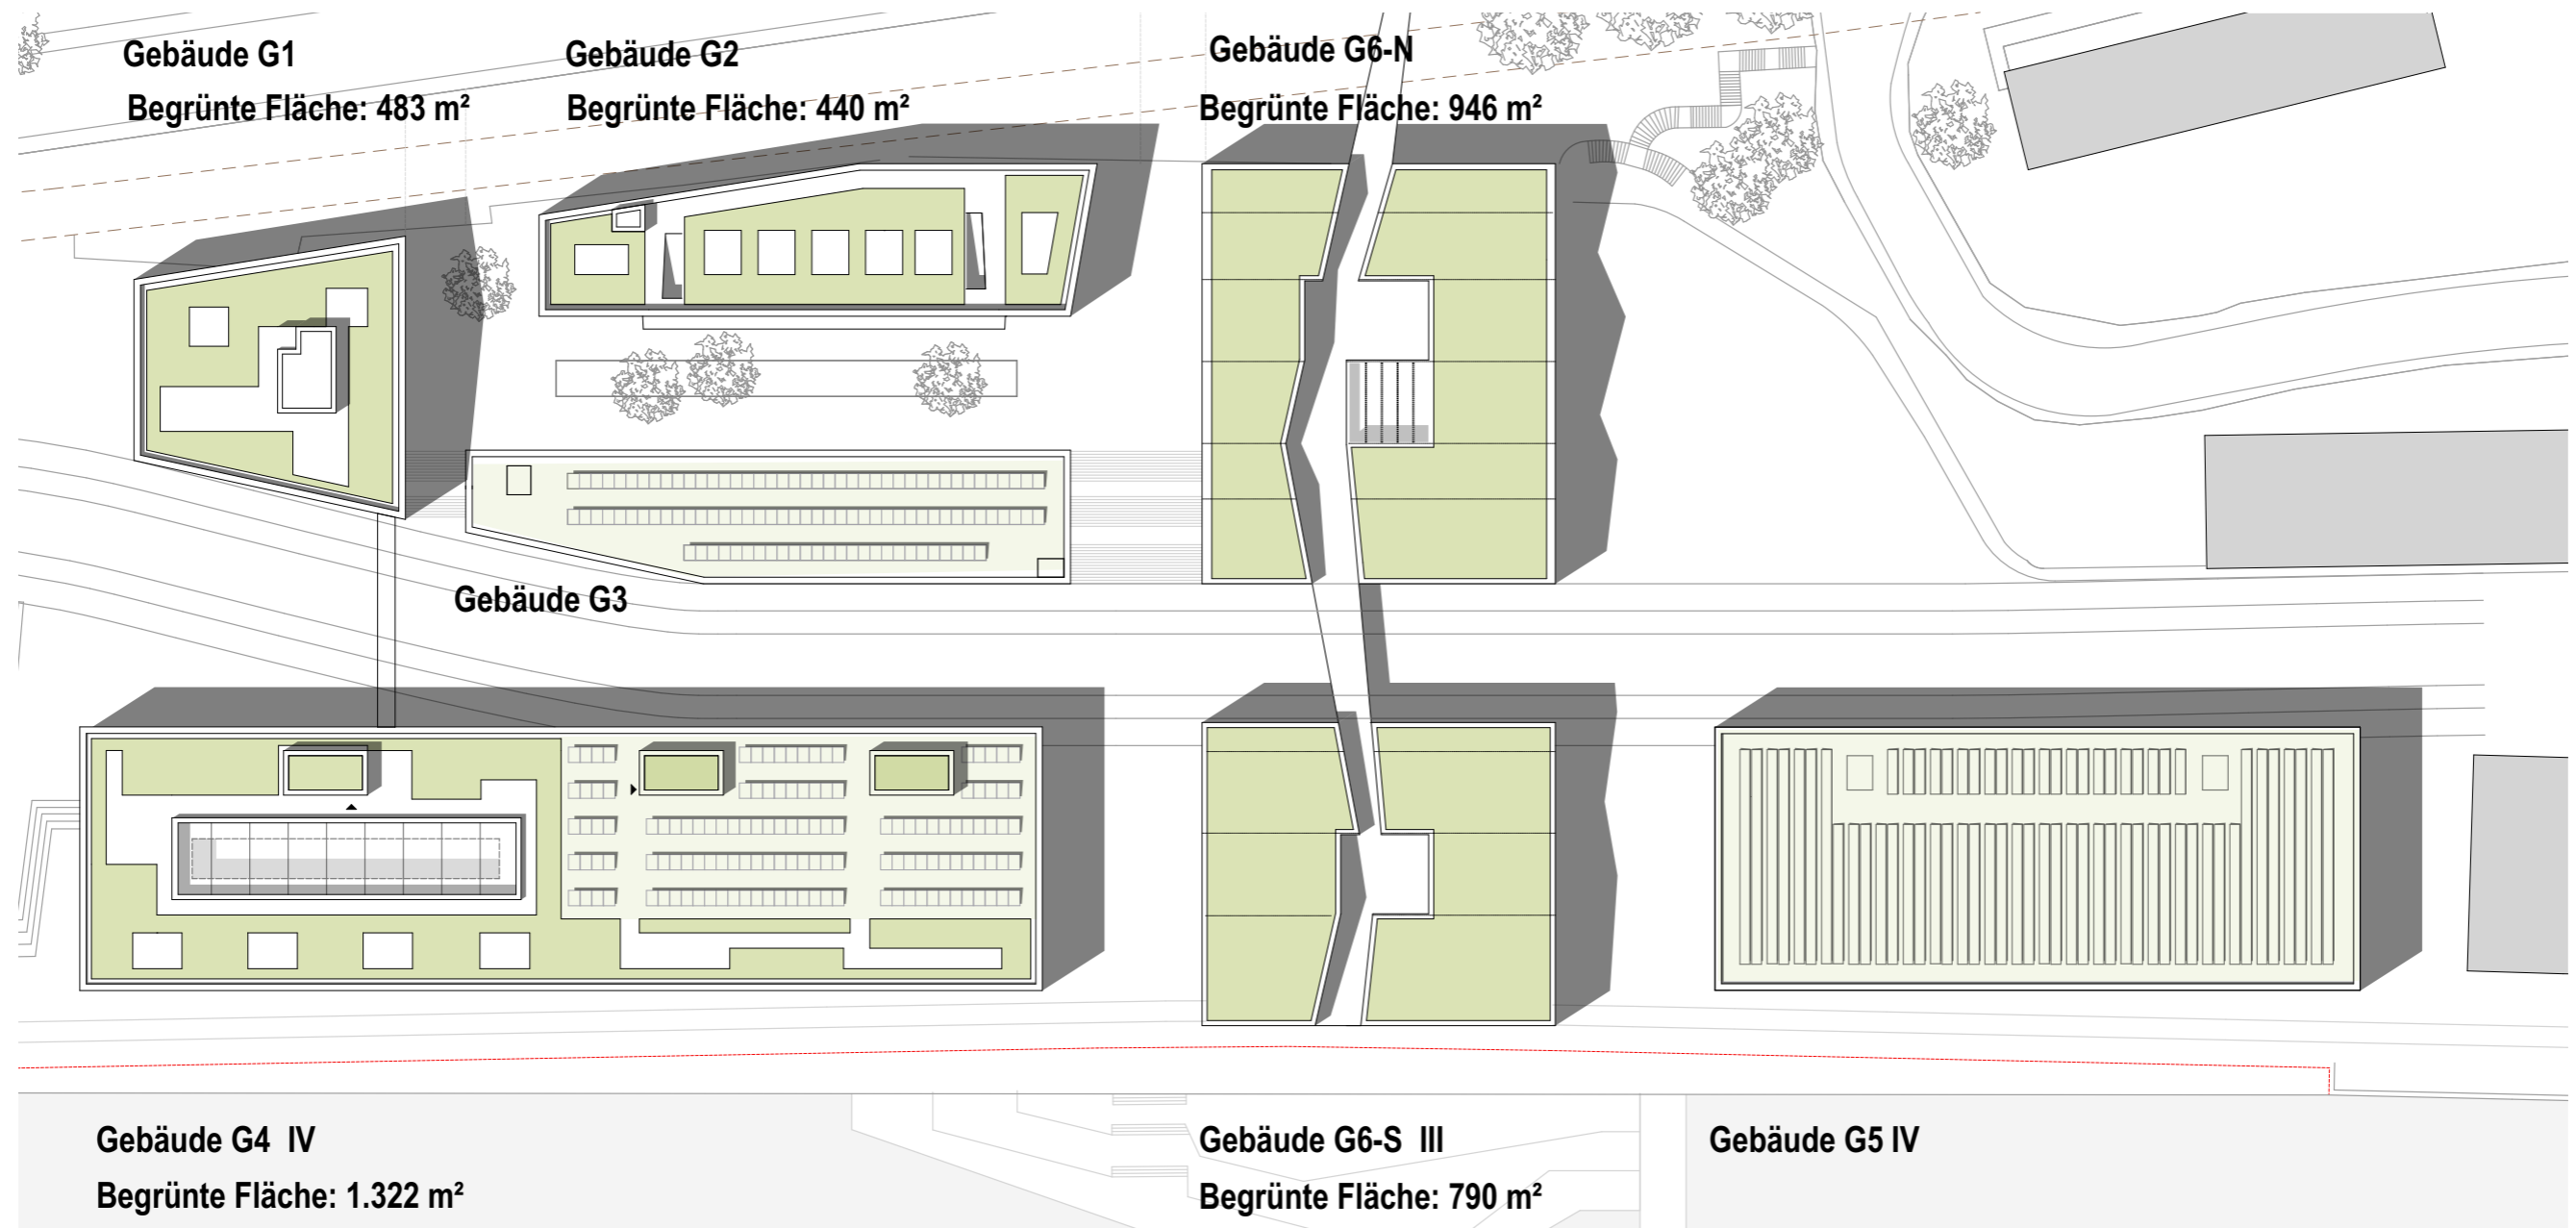 Gebäude G1
Begrünte Fläche: 483 m²
Gebäude G2
Begrünte Fläche: 440 m²
Gebäude G6-N
Begrünte Fläche: 946 m²
Gebäude G3
Gebäude G4 IV
Begrünte Fläche: 1.322 m²
Gebäude G6-S III
Begrünte Fläche: 790 m²
Gebäude G5 IV